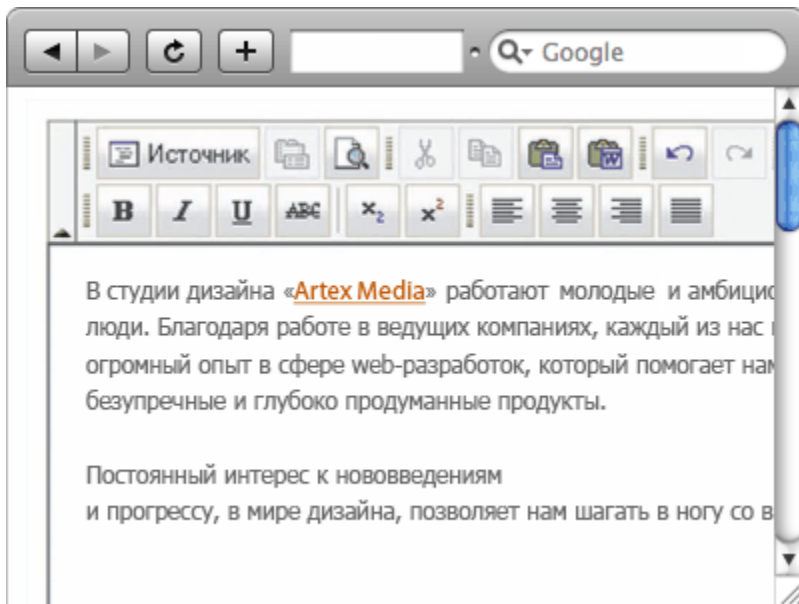 Google
Источник
B I U ABC x₂ x²
В студии дизайна «Artex Media» работают молодые и амбицио
люди. Благодаря работе в ведущих компаниях, каждый из нас
огромный опыт в сфере web-разработок, который помогает нам
безупречные и глубоко продуманные продукты.
Постоянный интерес к нововведениям
и прогрессу, в мире дизайна, позволяет нам шагать в ногу со в